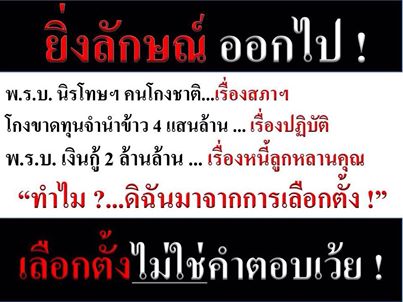 ยิ่งลักษณ์ ออกไป !
พ.ร.บ. นิรโทษฯ คนโกงชาติ...เรื่องสภาฯ
โกงขาดทุนจำนำข้าว 4 แสนล้าน ... เรื่องปฏิบัติ
พ.ร.บ. เงินกู้ 2 ล้านล้าน ... เรื่องหนี้ลูกหลานคุณ
“ทำไม ?...ดิฉันมาจากการเลือกตั้ง !”
เลือกตั้งไม่ใช่คำตอบเว้ย !